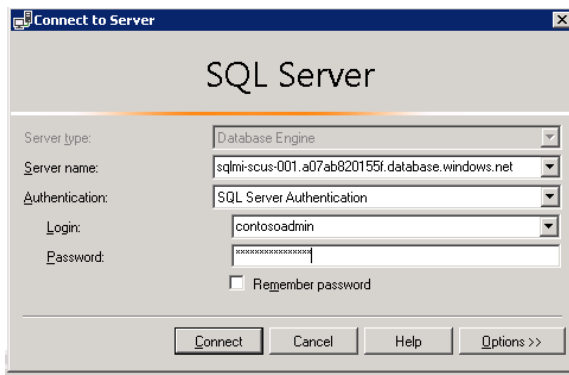 Connect to Server
SQL Server
Server type: Database Engine
Server name: sqlmi-scus-001.a07ab820155f.database.windows.net
Authentication: SQL Server Authentication
Login: contosoadmin
Password: ****************
Remember password
Connect Cancel Help Options >>